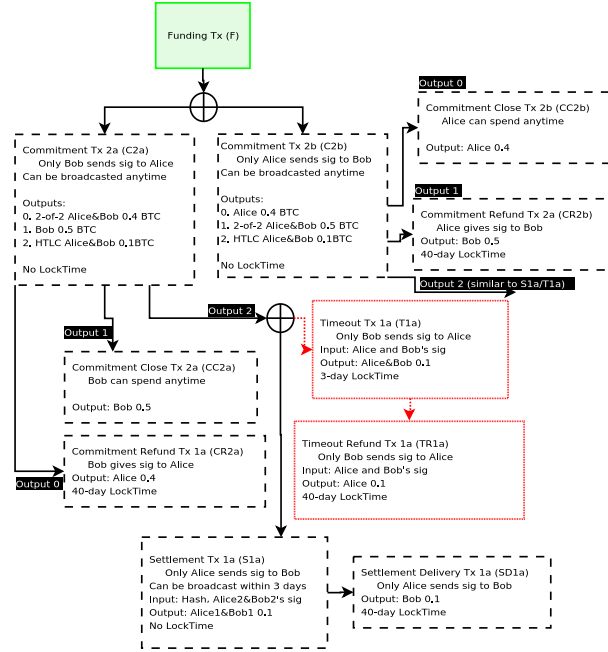 Funding Tx (F)
Output 0
Commitment Close Tx 2b (CC2b)
Alice can spend anytime
Output: Alice 0.4
Commitment Tx 2a (C2a)
Only Bob sends sig to Alice
Can be broadcasted anytime
Outputs:
0. 2-of-2 Alice&Bob 0.4 BTC
1. Bob 0.5 BTC
2. HTLC Alice&Bob 0.1BTC
No LockTime
Commitment Tx 2b (C2b)
Only Alice sends sig to Bob
Can be broadcasted anytime
Outputs:
0. Alice 0.4 BTC
1. 2-of-2 Alice&Bob 0.5 BTC
2. HTLC Alice&Bob 0.1BTC
No LockTime
Output 1
Commitment Refund Tx 2a (CR2b)
Alice gives sig to Bob
Output: Bob 0.5
40-day LockTime
Output 2 (similar to S1a/T1a)
Output 2
Output 1
Timeout Tx 1a (T1a)
Only Bob sends sig to Alice
Input: Alice and Bob's sig
Output: Alice&Bob 0.1
3-day LockTime
Commitment Close Tx 2a (CC2a)
Bob can spend anytime
Output: Bob 0.5
Timeout Refund Tx 1a (TR1a)
Only Bob sends sig to Alice
Input: Alice and Bob's sig
Output: Alice 0.1
40-day LockTime
Commitment Refund Tx 1a (CR2a)
Bob gives sig to Alice
Output: Alice 0.4
40-day LockTime
Output 0
Settlement Tx 1a (S1a)
Only Alice sends sig to Bob
Can be broadcast within 3 days
Input: Hash, Alice2&Bob2's sig
Output: Alice1&Bob1 0.1
No LockTime
Settlement Delivery Tx 1a (SD1a)
Only Alice sends sig to Bob
Output: Bob 0.1
40-day LockTime